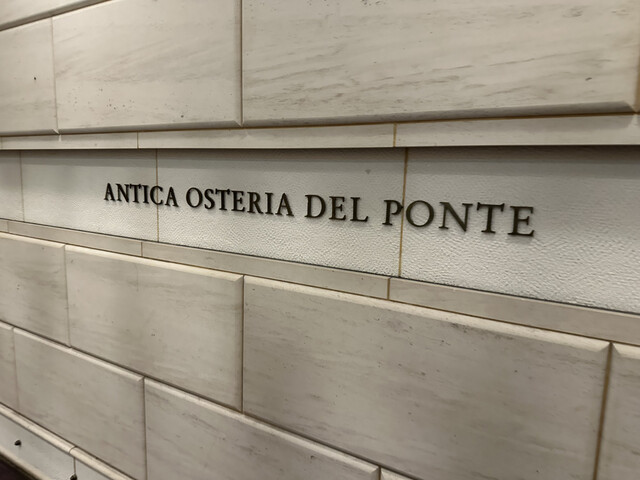 ANTICA OSTERIA DEL PONTE